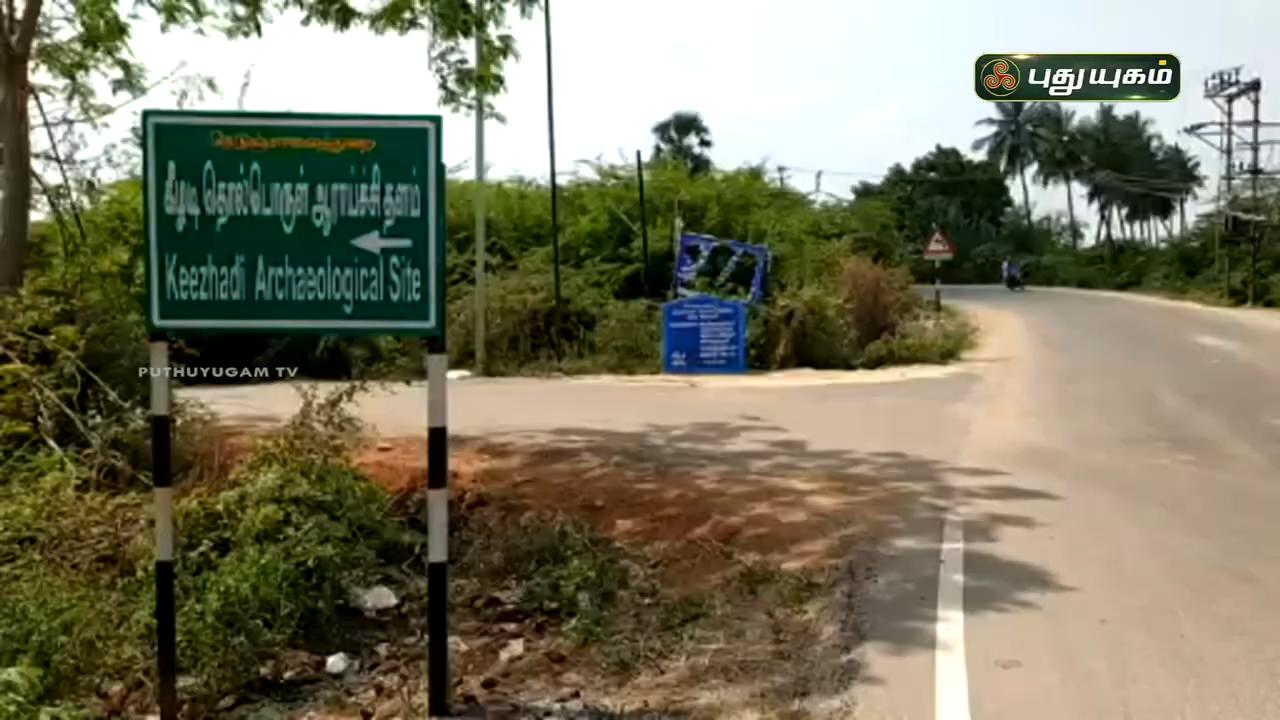 நெடுஞ்சாலைத்துறை
கீழடி தொல்பொருள் ஆராய்ச்சி தளம்
Keezhadi Archaeological Site
புதுயுகம்
PUTHUYUGAM TV